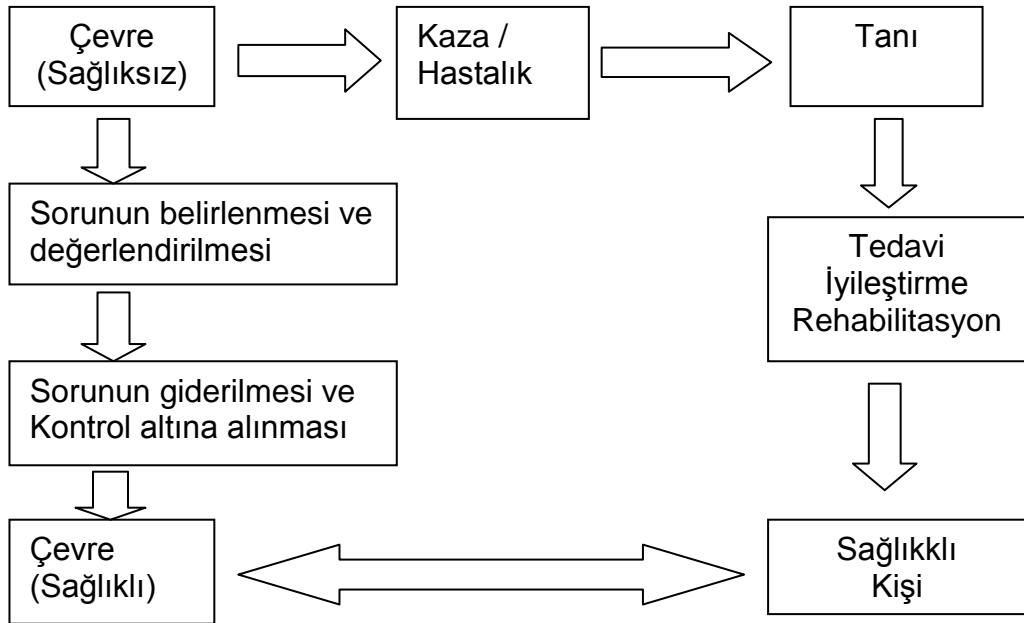 Çevre
(Sağlıksız)
Kaza /
Hastalık
Tanı
Sorunun belirlenmesi ve
değerlendirilmesi
Tedavi
İyileştirme
Rehabilitasyon
Sorunun giderilmesi ve
Kontrol altına alınması
Çevre
(Sağlıklı)
Sağlıkklı
Kişi